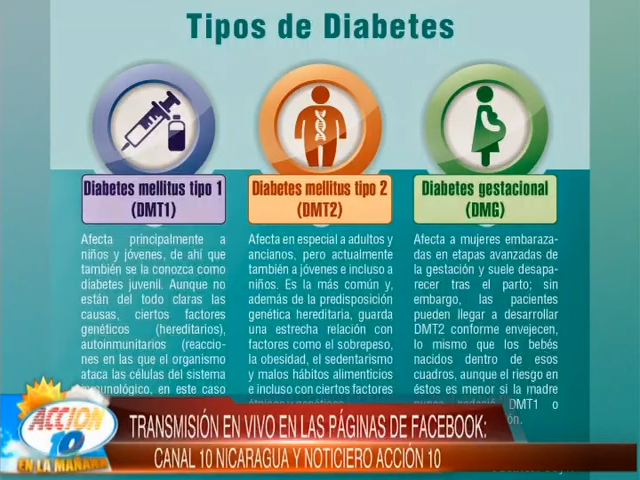 Tipos de Diabetes
Diabetes mellitus tipo 1
(DMT1)
Afecta principalmente a
niños y jóvenes, de ahí que
también se la conozca como
diabetes juvenil. Aunque no
están del todo claras las
causas, ciertos factores
genéticos (hereditarios),
autoinmunitarios (reaccio-
nes en las que el organismo
ataca las células del sistema
inmunológico, en este caso
Diabetes mellitus tipo 2
(DMT2)
Afecta en especial a adultos y
ancianos, pero actualmente
también a jóvenes e incluso a
niños. Es la más común y,
además de la predisposición
genética hereditaria, guarda
una estrecha relación con
factores como el sobrepeso,
la obesidad, el sedentarismo
y malos hábitos alimenticios
e incluso con ciertos factores
Diabetes gestacional
(DMG)
Afecta a mujeres embaraza-
das en etapas avanzadas de
la gestación y suele desapa-
recer tras el parto; sin
embargo, las pacientes
pueden llegar a desarrollar
DMT2 conforme envejecen,
lo mismo que los bebés
nacidos dentro de esos
cuadros, aunque el riesgo en
éstos es menor si la madre
DMT1 o
ACCION
10
EN LA MAÑANA
TRANSMISIÓN EN VIVO EN LAS PÁGINAS DE FACEBOOK:
CANAL 10 NICARAGUA Y NOTICIERO ACCIÓN 10